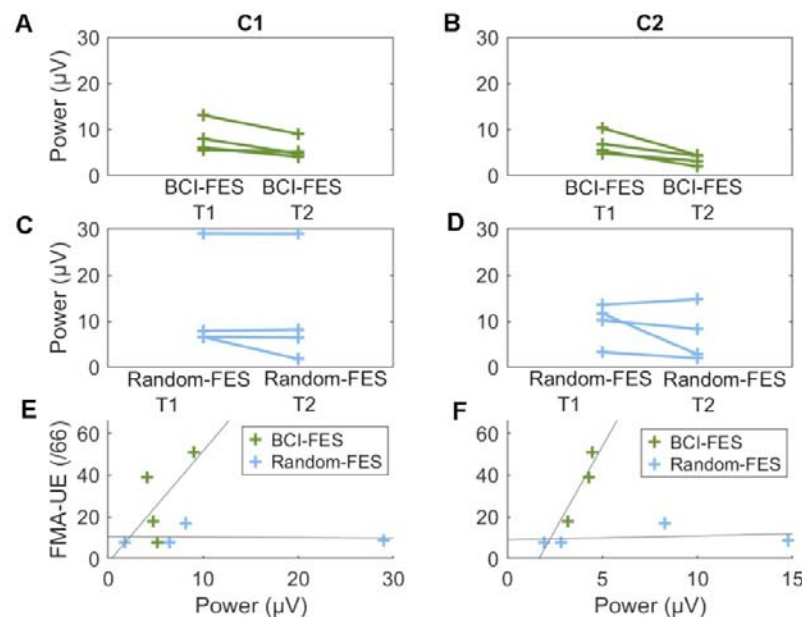 A C1 B C2
30 30
Power (µV)
20 20
10 10
0 0
BCI-FES BCI-FES BCI-FES BCI-FES
T1 T2 T1 T2
C D
30 30
Power (µV)
20 20
10 10
0 0
Random-FES Random-FES Random-FES Random-FES
T1 T2 T1 T2
E F
FMA-UE (/66)
60 60
BCI-FES BCI-FES
40 40
Random-FES Random-FES
20 20
0 0
0 10 20 30 0 5 10 15
Power (µV) Power (µV)